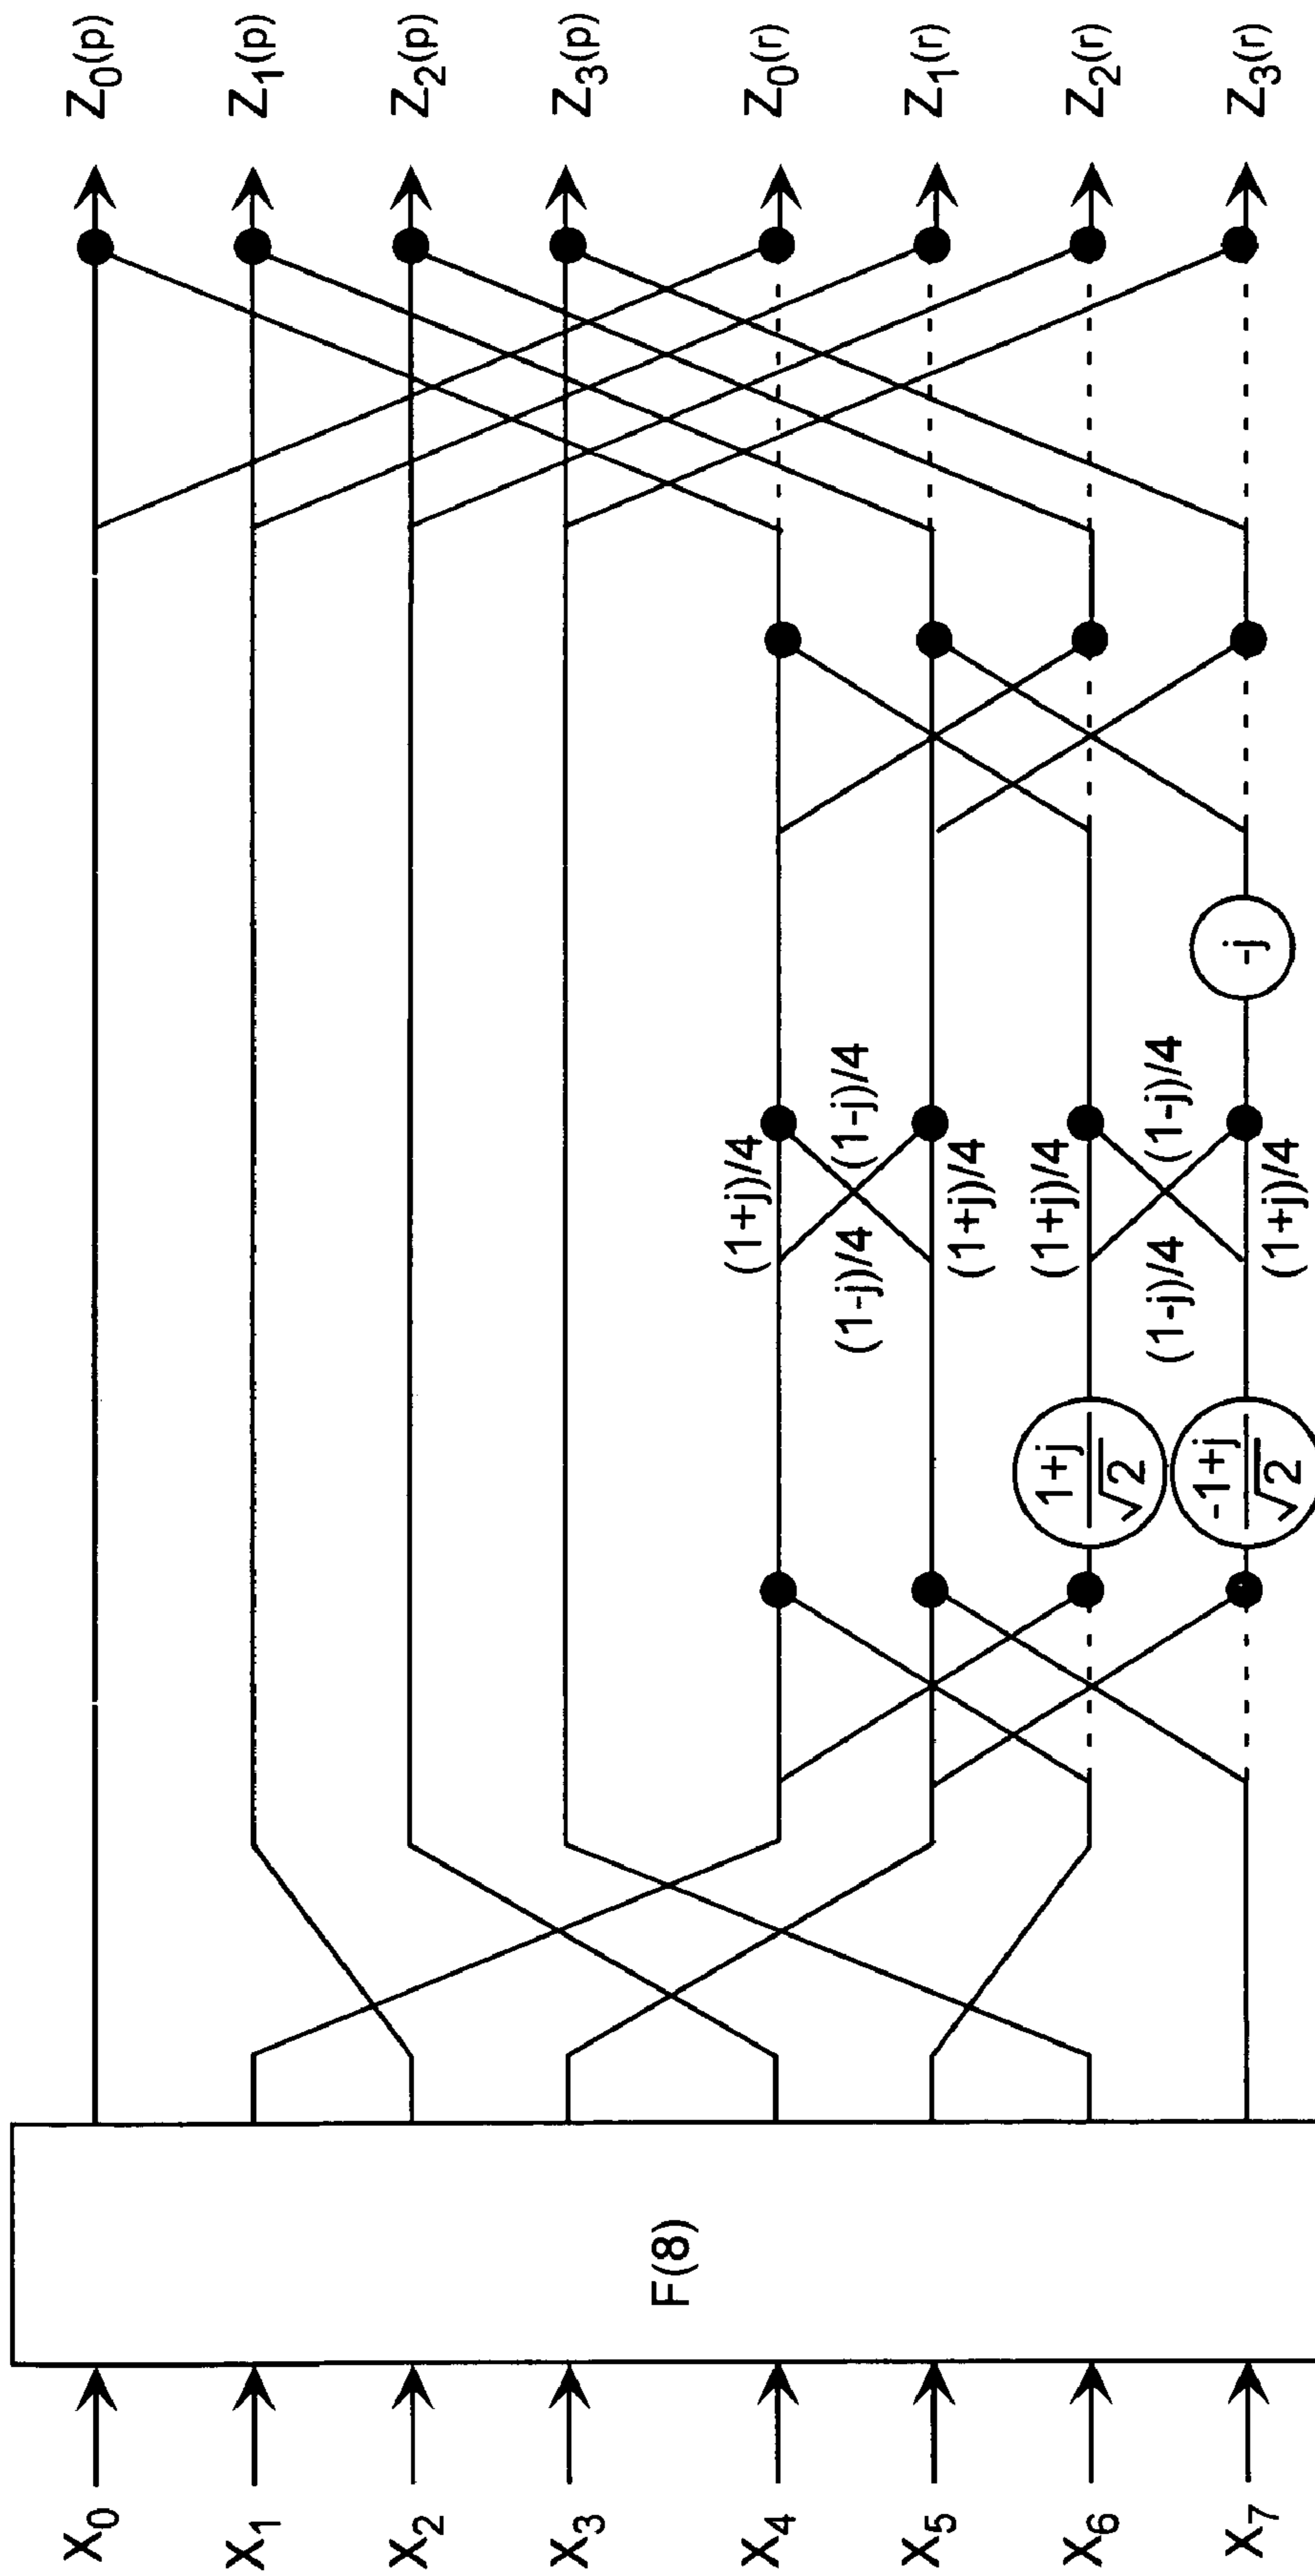 X0
X1
X2
X3
X4
X5
X6
X7
F(8)
1+j
√2
-1+j
√2
(1+j)/4
(1-j)/4
(1-j)/4
(1+j)/4
(1+j)/4
(1-j)/4
(1-j)/4
(1+j)/4
-j
Z0(p)
Z1(p)
Z2(p)
Z3(p)
Z0(r)
Z1(r)
Z2(r)
Z3(r)